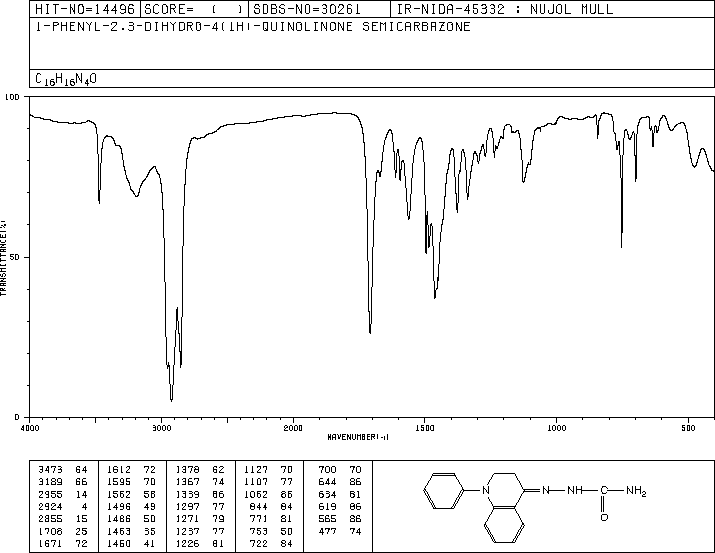 HIT-NO=14496 SCORE= ( ) SDBS-NO=30261 IR-NIDA-45332 : NUJOL MULL
1-PHENYL-2,3-DIHYDRO-4(1H)-QUINOLINONE SEMICARBAZONE
C16H16N4O
100
TRANSMITTANCE(%)
50
0
4000 3000 2000 1500 1000 500
WAVENUMBER(-1)
3473 64 1612 72 1378 62 1127 70 700 70
3189 66 1595 70 1367 74 1107 77 644 86
2955 14 1562 58 1339 66 1062 86 634 81
2924 4 1496 49 1297 77 844 84 619 86
2855 15 1486 50 1271 79 771 81 565 86
1708 25 1463 35 1237 77 753 50 477 74
1671 72 1460 41 1226 81 722 84
N N NH C NH2
O